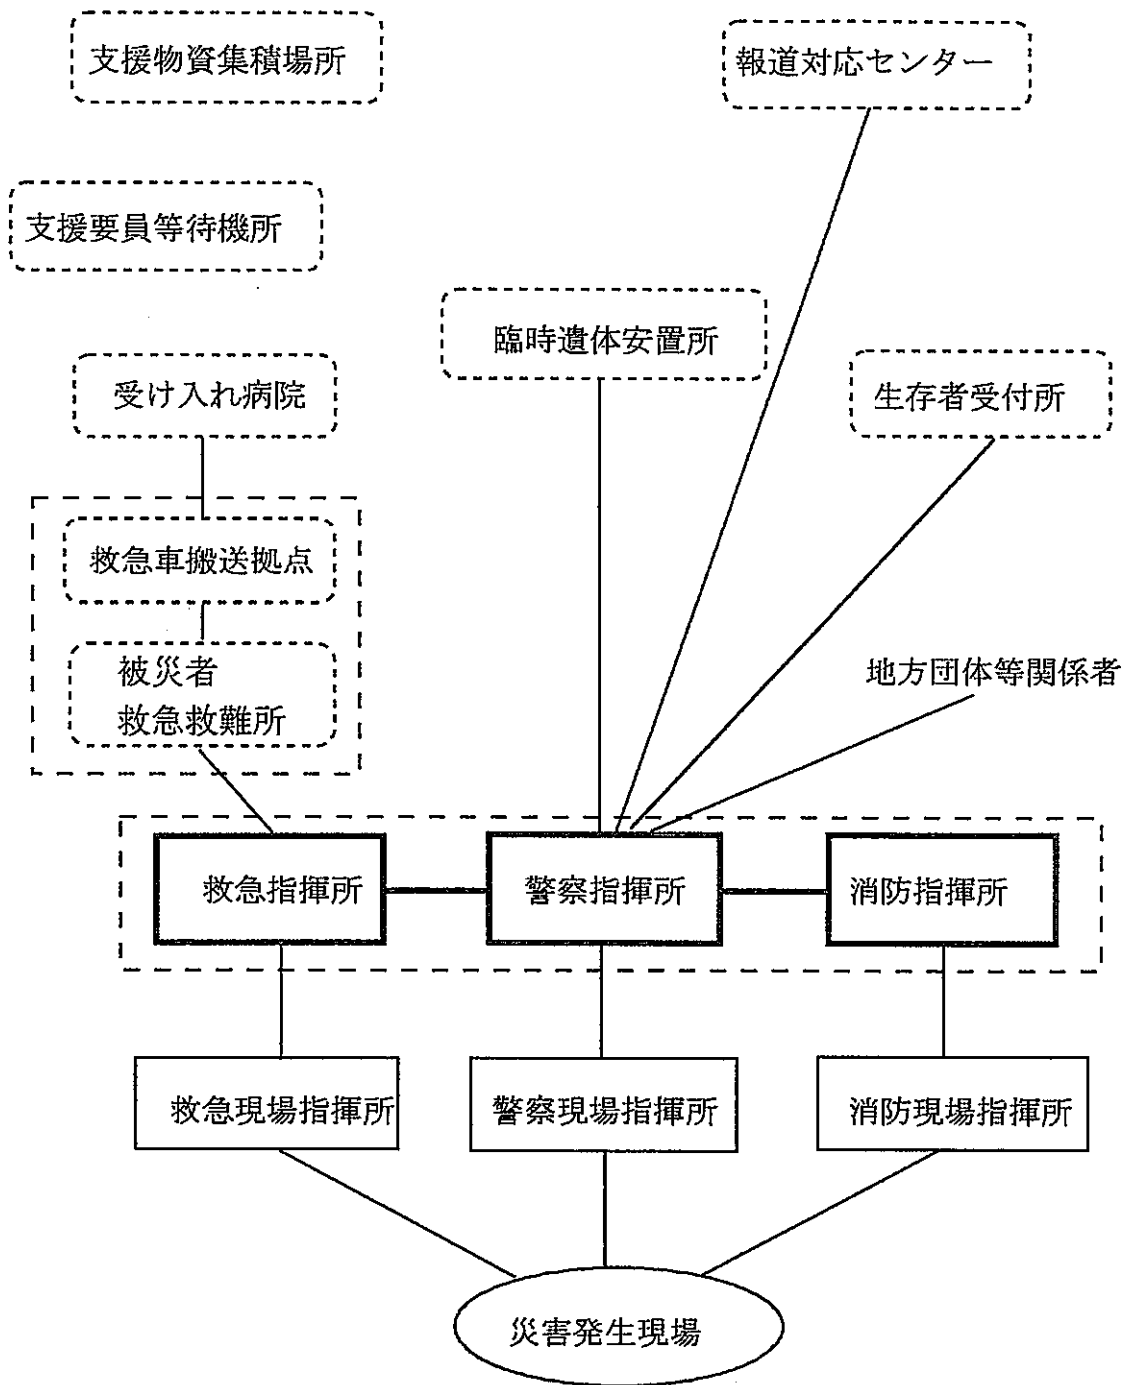 支援物資集積場所
報道対応センター
支援要員等待機所
臨時遺体安置所
受け入れ病院
生存者受付所
救急車搬送拠点
被災者
救急救難所
地方団体等関係者
救急指揮所
警察指揮所
消防指揮所
救急現場指揮所
警察現場指揮所
消防現場指揮所
災害発生現場